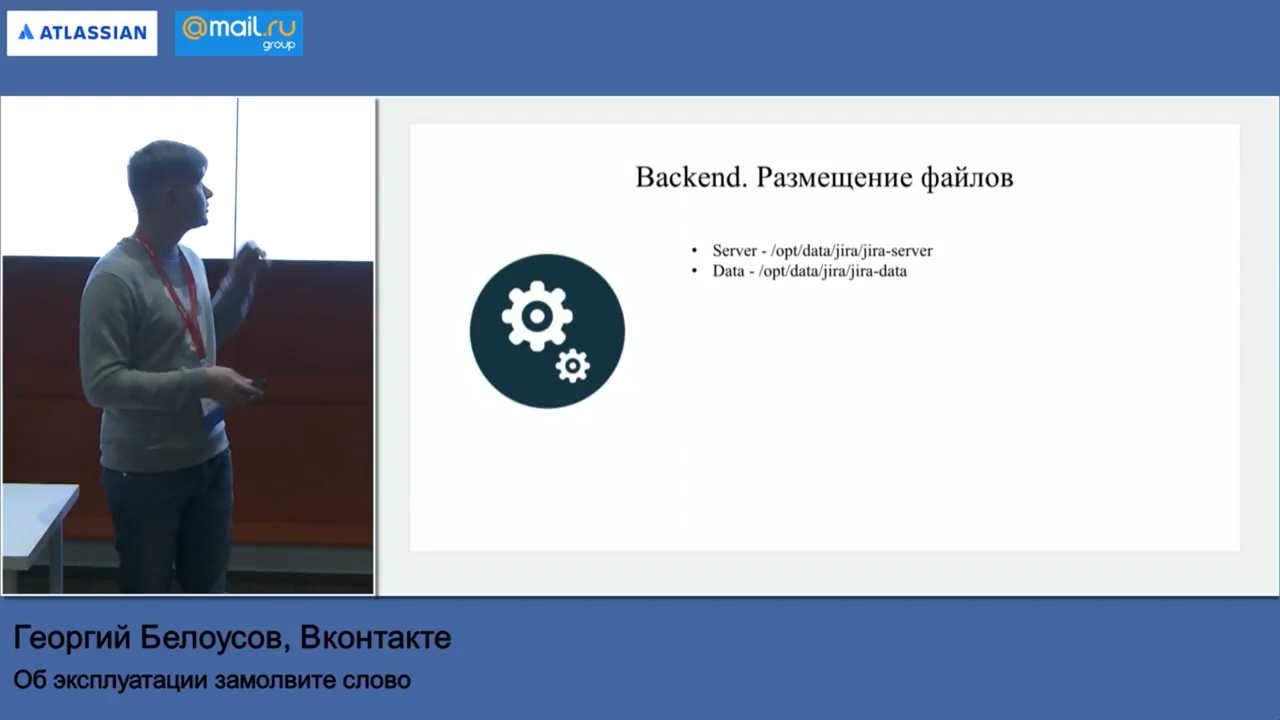 ATLASSIAN
@mail.ru
group
Backend. Размещение файлов
• Server - /opt/data/jira/jira-server
• Data - /opt/data/jira/jira-data
Георгий Белоусов, Вконтакте
Об эксплуатации замолвите слово